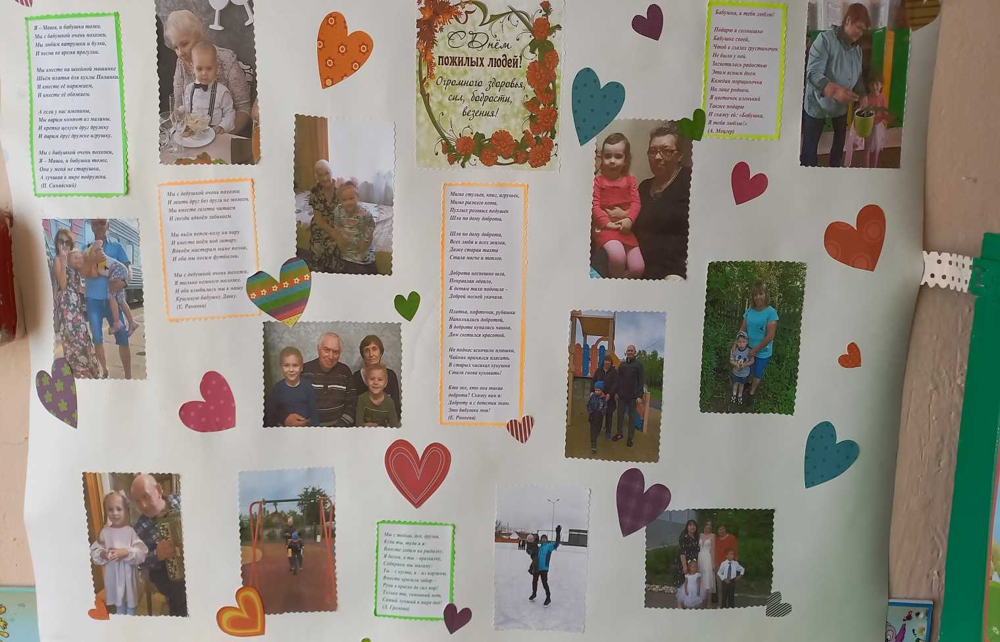 Я – Маша, и бабушка тоже.
Мы с бабушкой очень похожи.
Мы любим ватрушки и булки,
И песни во время прогулки.
Мы вместе на швейной машинке
Шьём платья для куклы Полинки.
И вместе её наряжаем,
И вместе её обожаем.
А если у нас именины,
Мы варим компот из малины.
И крепко целуем друг дружку
И дарим друг дружке игрушку.
Мы с бабушкой очень похожи,
Я – Маша, и бабушка тоже.
Она у меня не старушка,
А лучшая в мире подружка.
(П. Синявский)
Мы с дедушкой очень похожи
И жить друг без друга не можем.
Мы вместе газеты читаем
И гвозди вдвоём забиваем.
Мы пьём пепси-колу на пару
И вместе поём под гитару.
Вдвоём мастерим маме полки,
И оба мы носим футболки.
Мы с дедушкой очень похожи,
Я только немного моложе.
И оба влюбились мы в нашу
Красивую бабушку Дашу.
(Е. Раннева)
С Днём
пожилых людей!
Огромного здоровья,
сил, бодрости,
везения!
Мимо стульев, книг, игрушек,
Мимо рыжего кота,
Пухлых розовых подушек
Шла по дому доброта.
Шла по дому доброта,
Всех любя и всех жалея,
Даже старая тахта
Стала мягче и теплее.
Доброта неспешно шла,
Поправляя одеяло,
К детям тихо подошла –
Доброй песней укачала.
Платья, кофточки, рубашки
Наполнялись добротой,
В доброте купались чашки,
Дом светился красотой.
На поднос вскочили плюшки,
Чайник принялся плясать.
В старых часиках кукушка
Стала снова куковать!
Кто же, кто она такая
доброта? Скажу вам я:
Доброту я с детства знаю.
Это бабушка моя!
(Е. Раннева)
Бабушка, я тебя люблю!
Подарю я солнышко
Бабушке своей,
Чтоб в глазах грустиночек
Не было у ней.
Засветилась радостью
Этим ясным днем
Каждая морщиночка
На лице родном.
Я цветочек аленький
Также подарю
И скажу ей: «Бабушка,
Я тебя люблю!»
(А. Мецгер)
Мы с тобою, дед, друзья,
Куда ты, туда и я:
Вместе ходим на рыбалку,
Я бегом, а ты – вразвалку,
Собираем мы малину:
Ты – с куста, я – из корзины.
Вместе красили забор -
Руки в краске до сих пор!
Только ты,
Самый лучший в мире дед!
(Л. Громова)